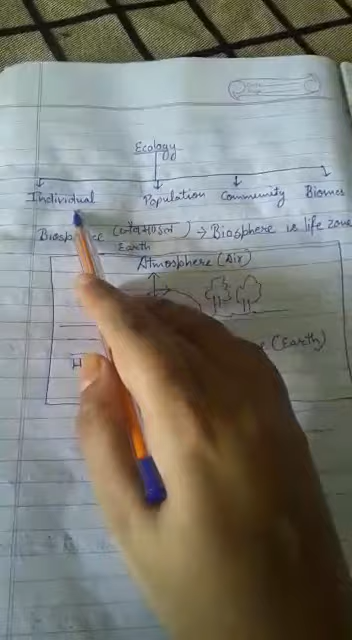 Ecology
Individual Population Community Biomes
Biosphere ( Earth ) → Biosphere is life zone
Atmosphere (Air)
(Earth)